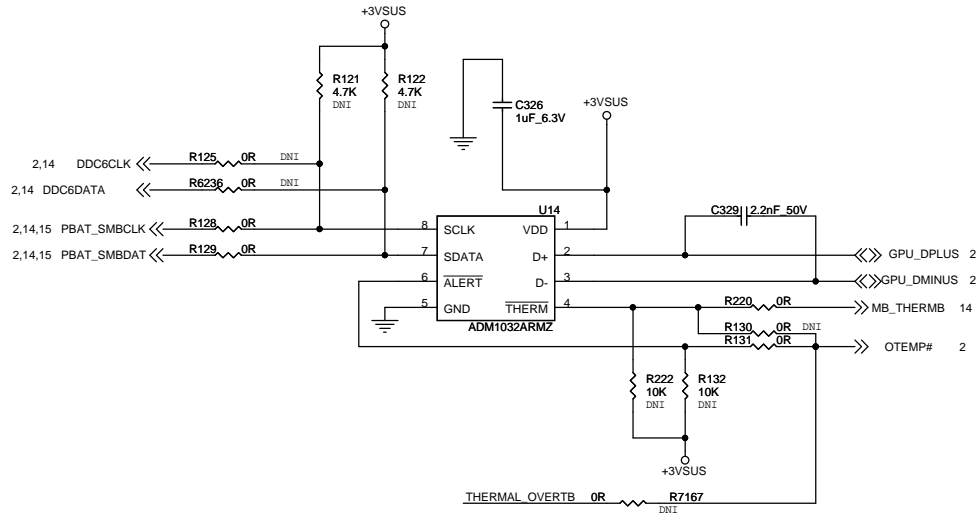 +3VSUS
R121
4.7K
DNI
R122
4.7K
DNI
C326
1uF_6.3V
+3VSUS
2,14 DDC6CLK
R125 0R DNI
2,14 DDC6DATA
R6236 0R DNI
2,14,15 PBAT_SMBCLK
R128 0R
2,14,15 PBAT_SMBDAT
R129 0R
U14
8 SCLK VDD 1
7 SDATA D+ 2
6 ALERT D- 3
5 GND THERM 4
ADM1032ARMZ
C329 2.2nF_50V
GPU_DPLUS 2
GPU_DMINUS 2
R220 0R
MB_THERMB 14
R130 0R DNI
R131 0R
OTEMP# 2
R222
10K
DNI
R132
10K
DNI
+3VSUS
THERMAL_OVERTB 0R R7167
DNI